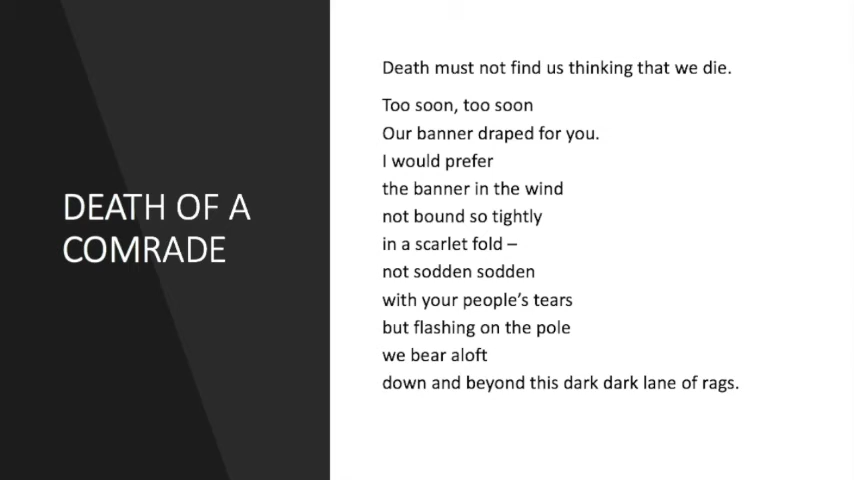 DEATH OF A
COMRADE
Death must not find us thinking that we die.
Too soon, too soon
Our banner draped for you.
I would prefer
the banner in the wind
not bound so tightly
in a scarlet fold –
not sodden sodden
with your people’s tears
but flashing on the pole
we bear aloft
down and beyond this dark dark lane of rags.